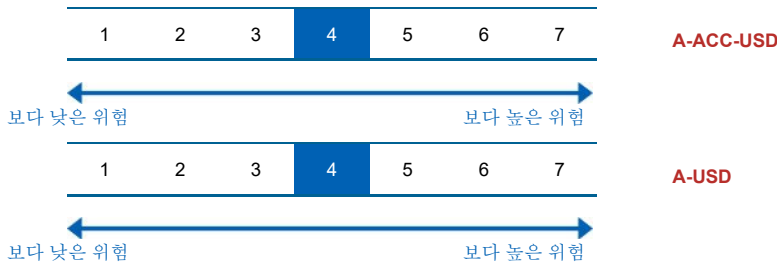 1 2 3 4 5 6 7 A-ACC-USD
보다 낮은 위험 보다 높은 위험
1 2 3 4 5 6 7 A-USD
보다 낮은 위험 보다 높은 위험